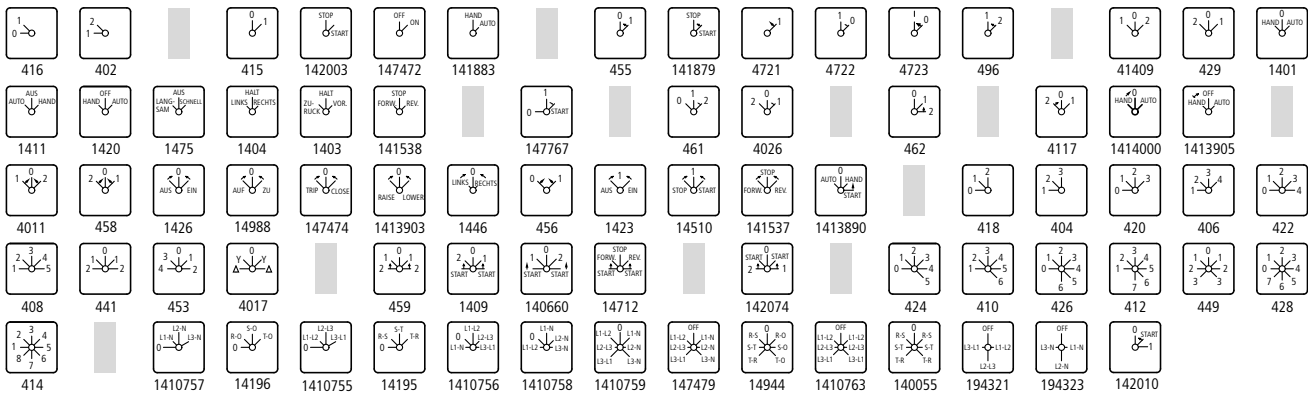 1 0
1 2
0 1
STOP START
OFF ON
HAND AUTO
0 1
STOP START
1
1 0
I 0
1 2
1 0 2
0 1 2
HAND 0 AUTO
416 402 415 142003 147472 141883 455 141879 4721 4722 4723 496 41409 429 1401
AUTO AUS HAND
HAND OFF AUTO
LANG-SAM AUS SCHNELL
LINKS HALT RECHTS
ZU-RUCK HALT VOR.
FORW. STOP REV.
0 1 START
0 1 2
2 0 1
0 1 2
2 0 1
HAND 0 AUTO
HAND OFF AUTO
1411 1420 1475 1404 1403 141538 147767 461 4026 462 4117 1414000 1413905
1 0 2
2 0 1
0 AUS EIN
0 AUF ZU
0 TRIP CLOSE
0 RAISE LOWER
0 LINKS RECHTS
0 1
1 AUS EIN
1 STOP START
STOP FORW. REV.
0 AUTO HAND START
0 1 2
1 2 3
0 1 2 3
1 2 3 4
0 1 2 3 4
4011 458 1426 14988 147474 1413903 1446 456 1423 14510 141537 1413890 418 404 420 406 422
1 2 3 4 5
2 1 0 1 2
4 3 0 1 2
Y 0 Y
2 1 0 1 2
2 0 1 START START
1 0 2 START START
STOP FORW. REV. START START
0 START START 2 1
0 1 2 3 4 5
1 2 3 4 5 6
0 1 2 3 4 5 6
1 2 3 4 5 6 7
0 1 1 2 2 3 3
0 1 2 3 4 5 6 7
408 441 453 4017 459 1409 140660 14712 142074 424 410 426 412 449 428
1 2 3 4 5 6 7 8
0 L1-N L2-N L3-N
0 R-O S-O T-O
0 L1-L2 L2-L3 L3-L1
0 R-S S-T T-R
L1-N 0 L1-L2 L2-L3 L3-L1
L1-L2 0 L1-N L2-N L3-N
0 L1-L2 L1-N L2-L3 L2-N L3-L1 L3-N
OFF L1-L2 L1-N L2-L3 L2-N L3-L1 L3-N
0 R-S R-O S-T S-O T-R T-O
OFF L1-L2 L1-L2 L2-L3 L2-L3 L3-L1 L3-L1
0 R-S R-S S-T S-T T-R T-R
OFF L3-L1 L1-L2 L2-L3
OFF L3-N L1-N L2-N
0 START 1
414 1410757 14196 1410755 14195 1410756 1410758 1410759 147479 14944 1410763 140055 194321 194323 142010